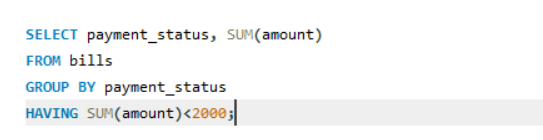 SELECT payment_status, SUM(amount)
FROM bills
GROUP BY payment_status
HAVING SUM(amount)<2000;